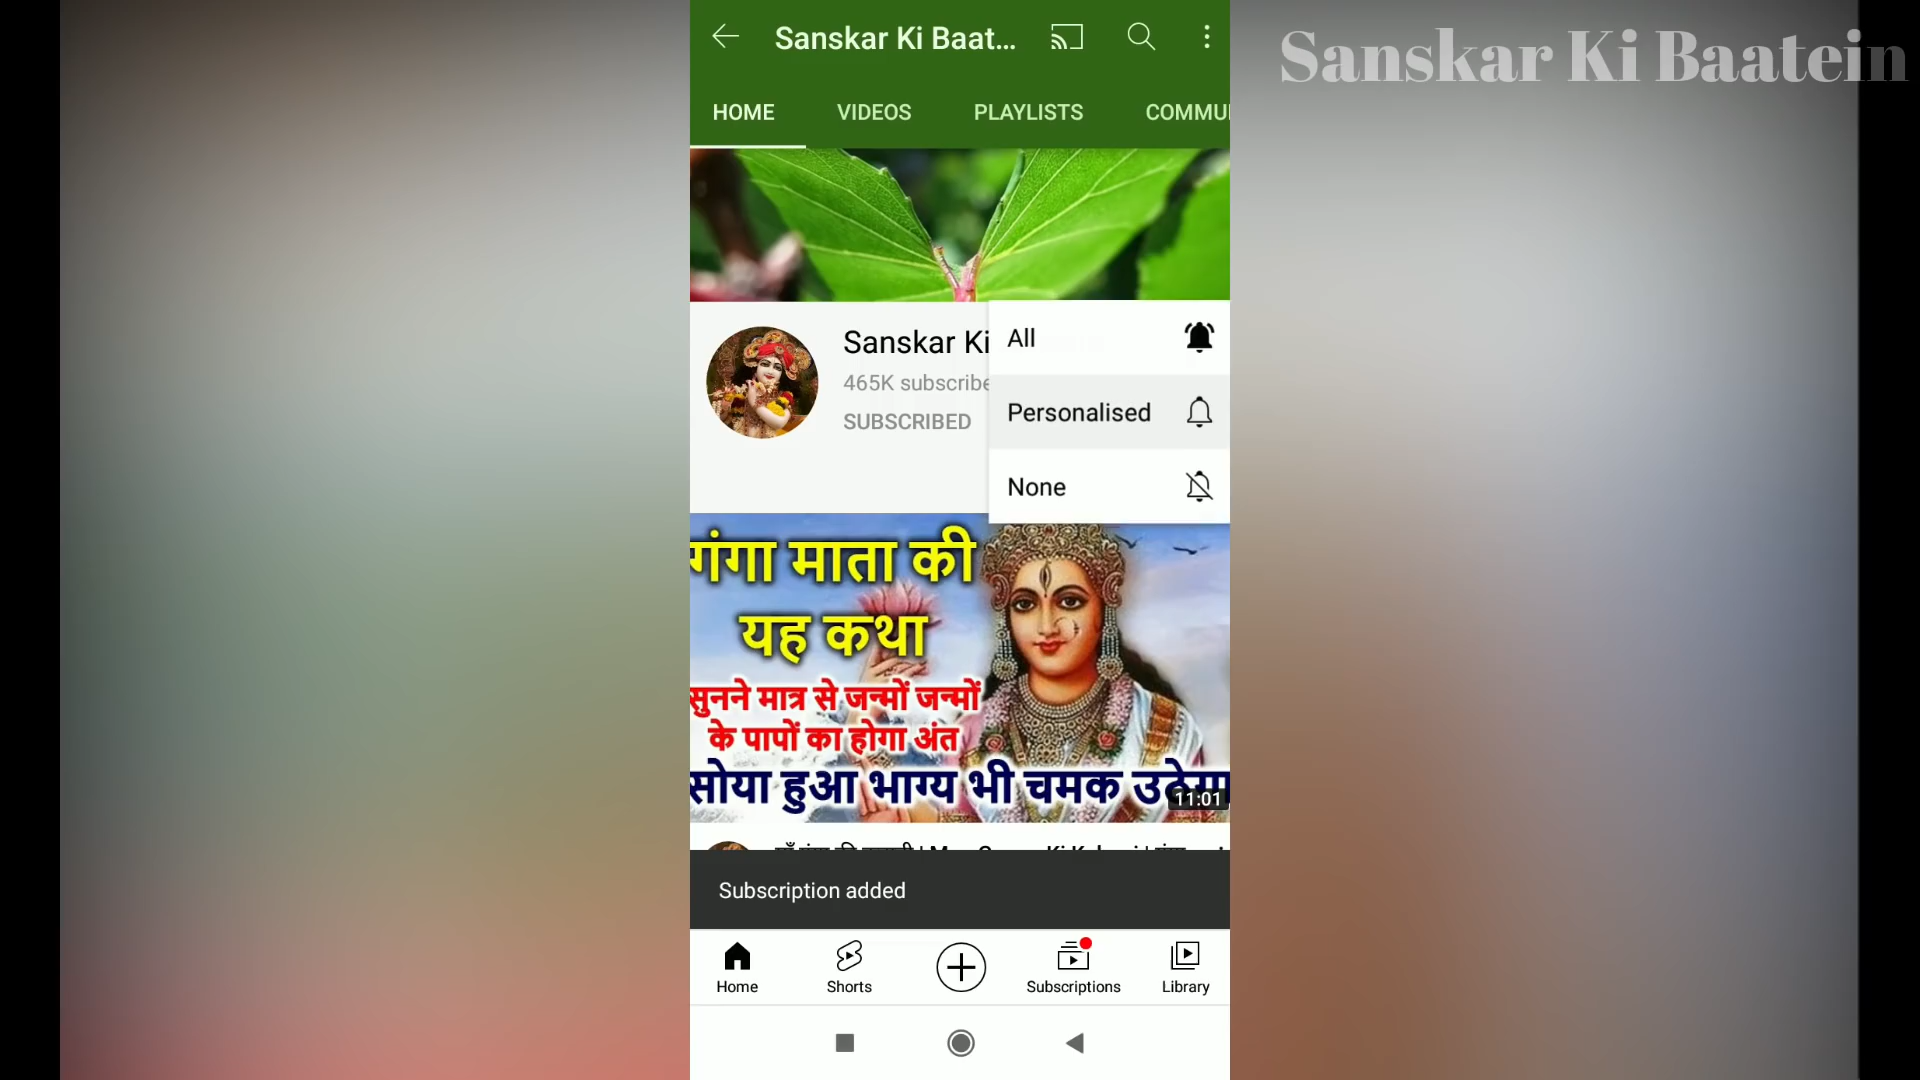 Sanskar Ki Baatein
Sanskar Ki Baat...
HOME VIDEOS PLAYLISTS COMMU
Sanskar Ki
465K subscribe
SUBSCRIBED
All
Personalised
None
गंगा माता की
यह कथा
सुनने मात्र से जन्मों जन्मों
के पापों का होगा अंत
सोया हुआ भाग्य भी चमक उठेगा
11:01
Subscription added
Home Shorts Subscriptions Library